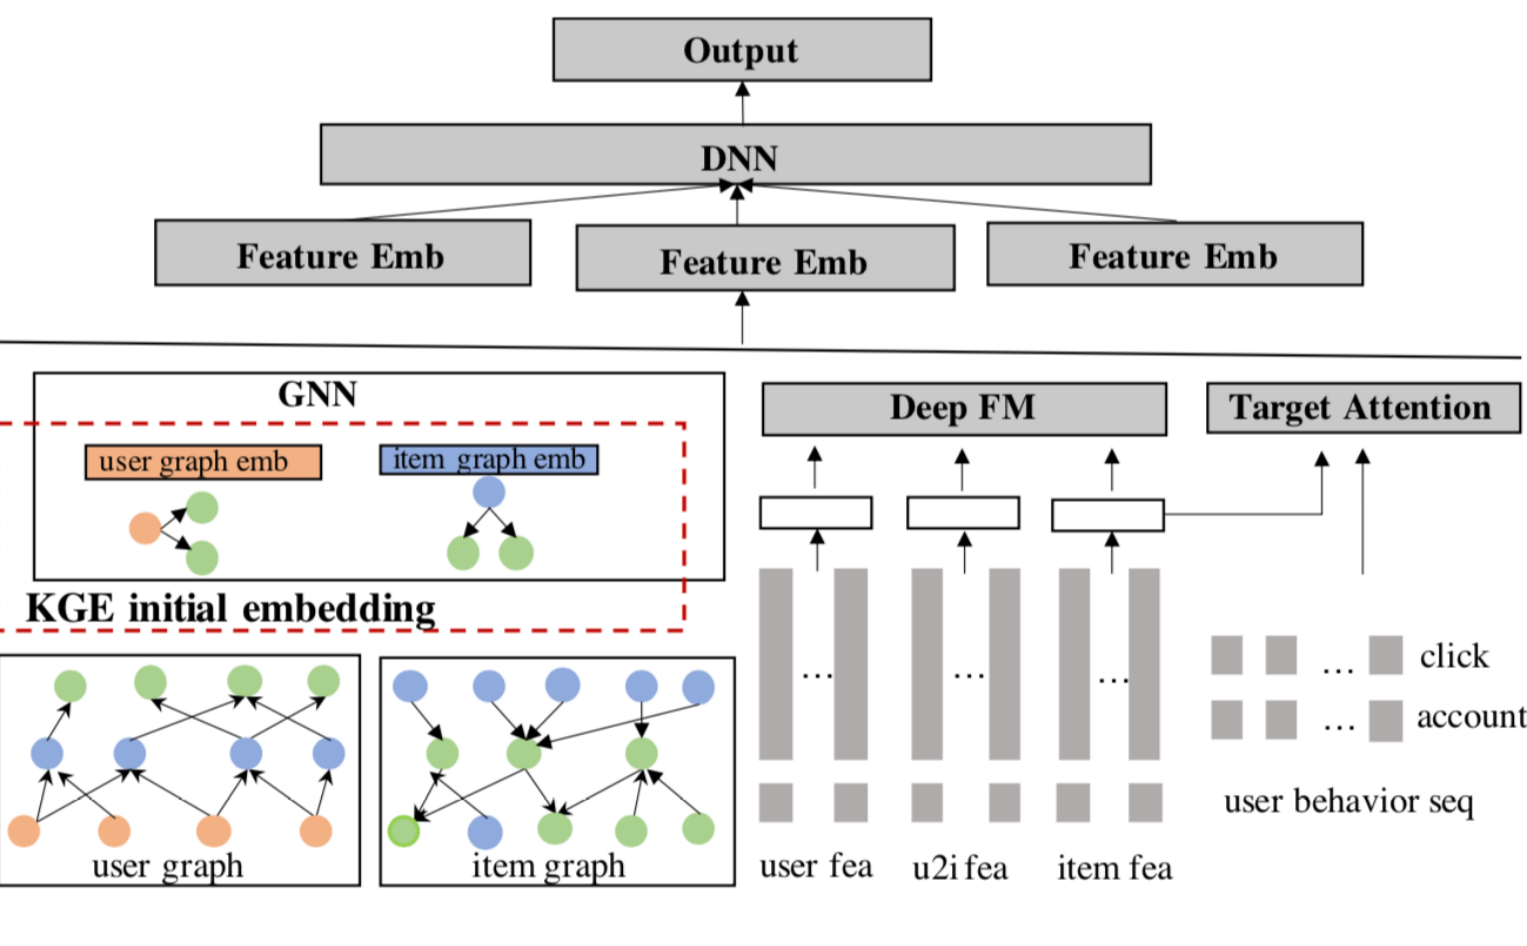 Output
DNN
Feature Emb
Feature Emb
Feature Emb
GNN
Deep FM
Target Attention
user graph emb
item graph emb
KGE initial embedding
...
...
...
... click
... account
user behavior seq
user graph
item graph
user fea
u2i fea
item fea